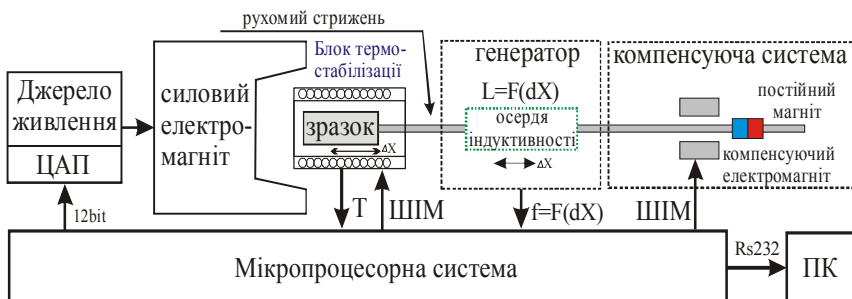 рухомий стрижень
Блок термо-
стабілізації
генератор
компенсуюча система
Джерело
живлення
ЦАП
силовий
електро-
магніт
зразок
ΔX
L=F(dX)
осердя
індуктивності
ΔX
постійний
магніт
компенсуючий
електромагніт
12bit
T
ШІМ
f=F(dX)
ШІМ
Мікропроцесорна система
Rs232
ПК